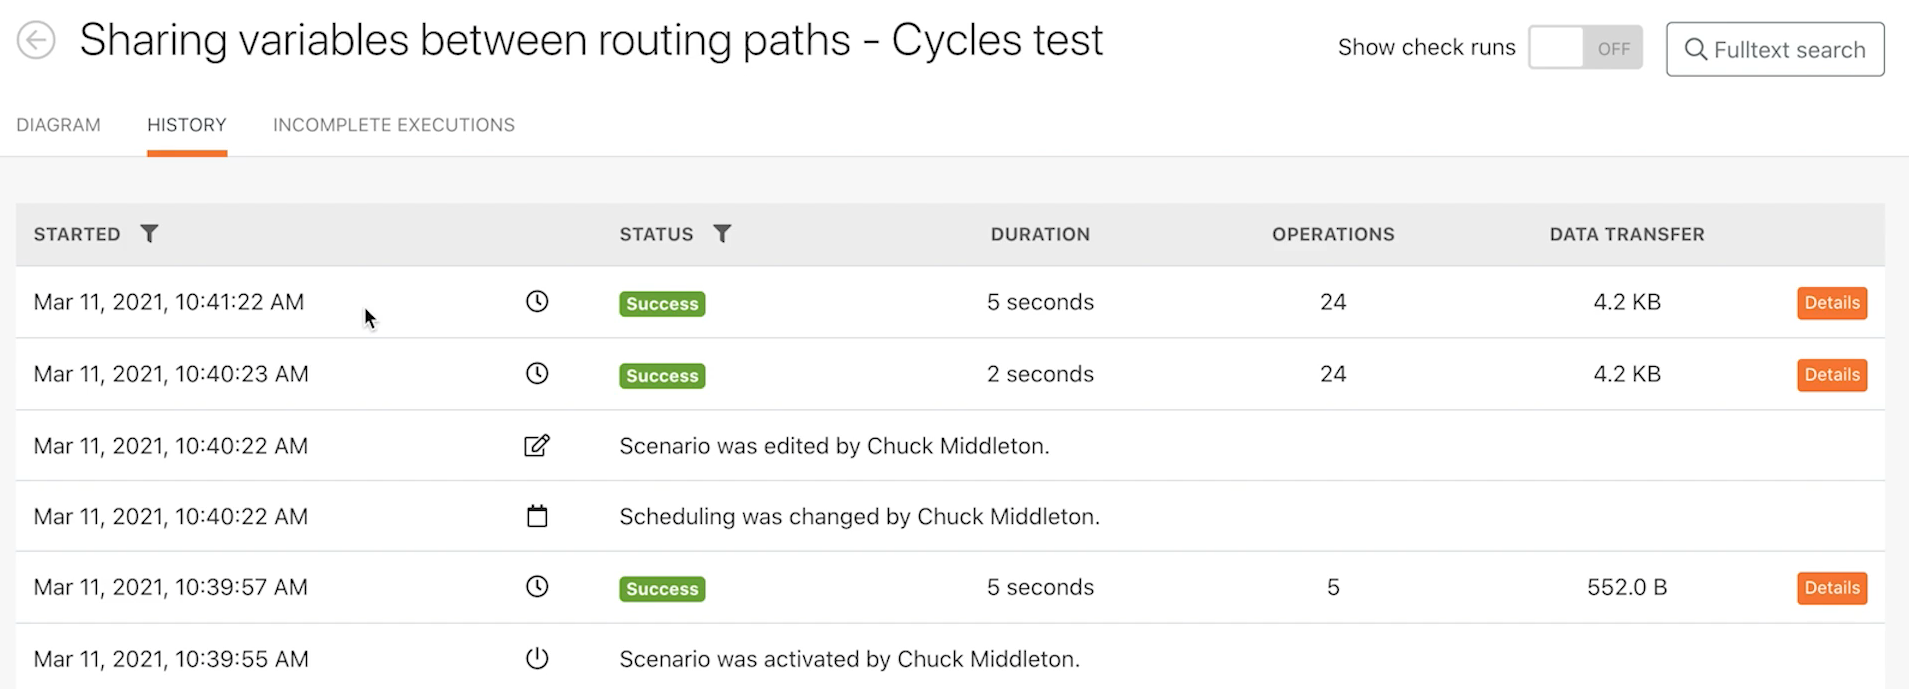 Sharing variables between routing paths - Cycles test
Show check runs OFF Fulltext search
DIAGRAM HISTORY INCOMPLETE EXECUTIONS
STARTED STATUS DURATION OPERATIONS DATA TRANSFER
Mar 11, 2021, 10:41:22 AM Success 5 seconds 24 4.2 KB Details
Mar 11, 2021, 10:40:23 AM Success 2 seconds 24 4.2 KB Details
Mar 11, 2021, 10:40:22 AM Scenario was edited by Chuck Middleton.
Mar 11, 2021, 10:40:22 AM Scheduling was changed by Chuck Middleton.
Mar 11, 2021, 10:39:57 AM Success 5 seconds 5 552.0 B Details
Mar 11, 2021, 10:39:55 AM Scenario was activated by Chuck Middleton.